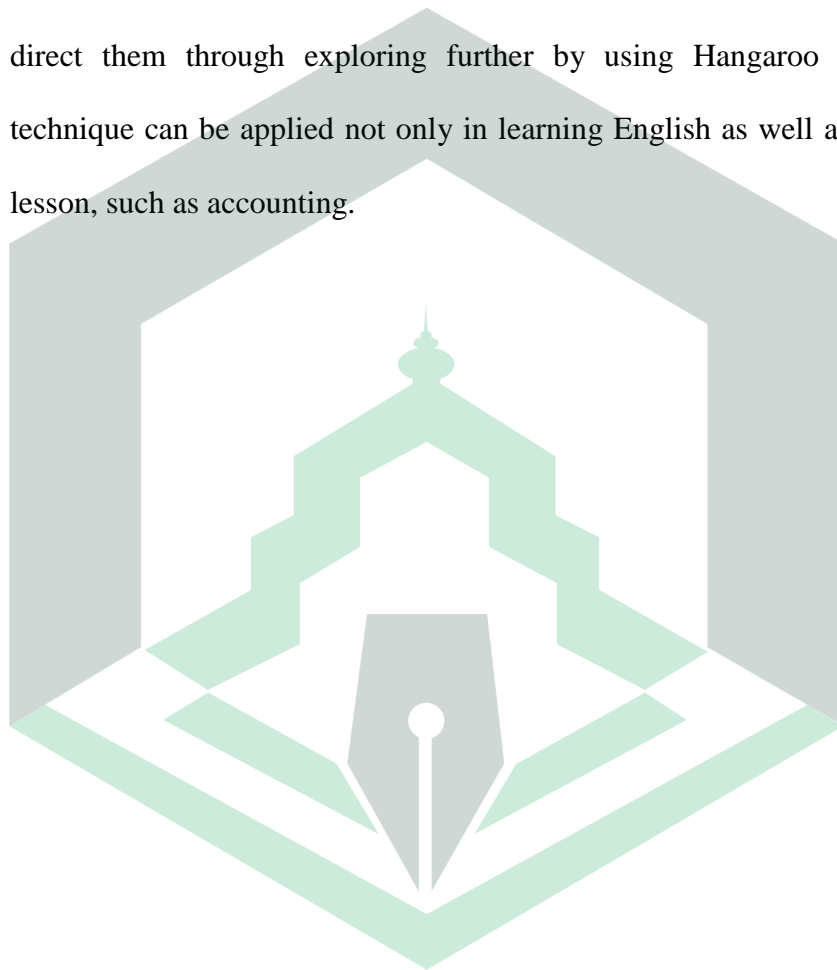 direct them through exploring further by using Hangaroo
technique can be applied not only in learning English as well a
lesson, such as accounting.